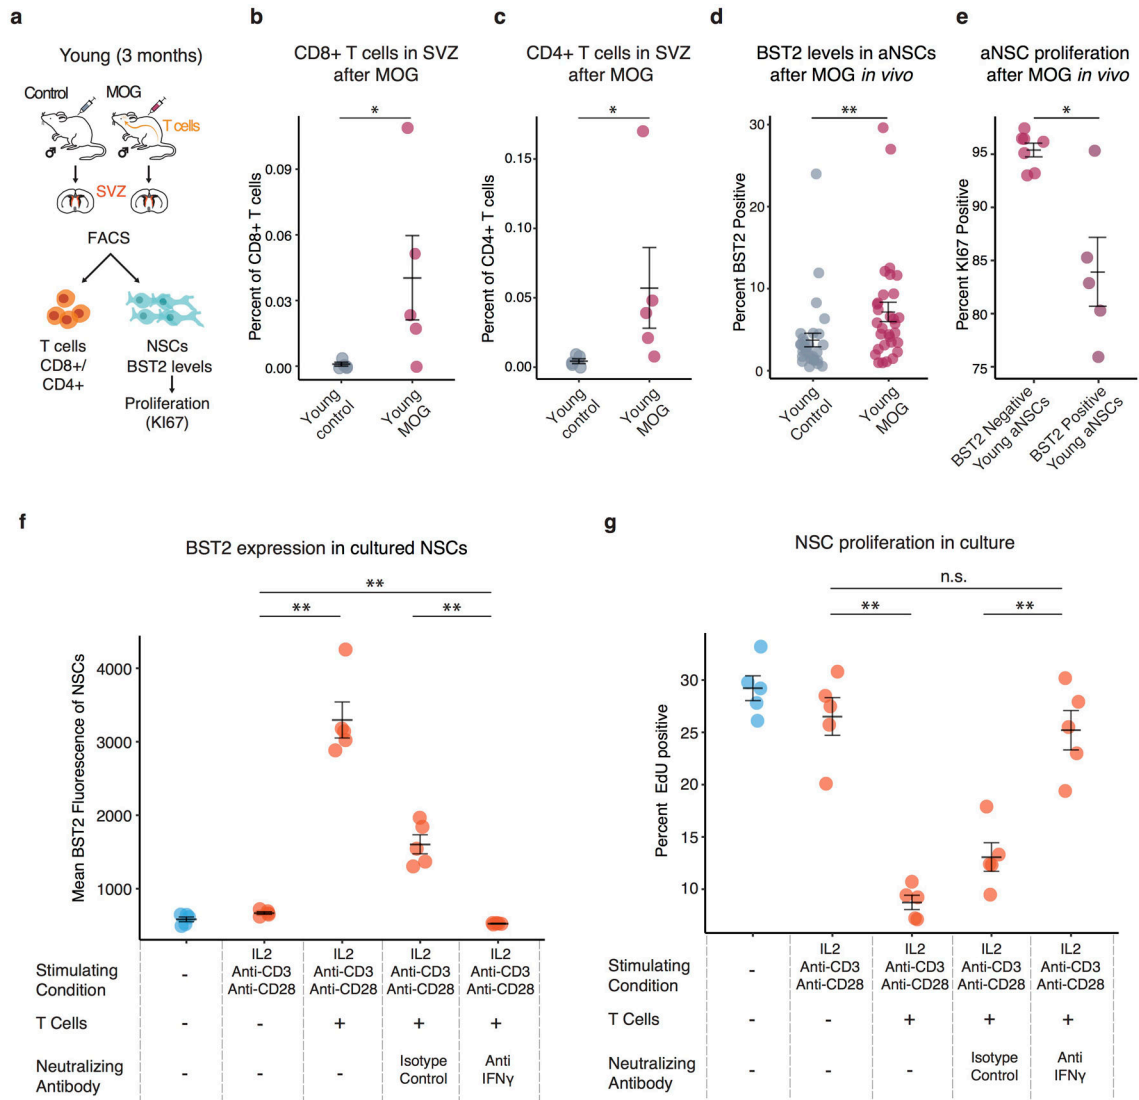 a
Young (3 months)
Control
MOG
T cells
♂
♂
SVZ
FACS
T cells
CD8+/
CD4+
NSCs
BST2 levels
Proliferation
(KI67)
b
CD8+ T cells in SVZ
after MOG
*
Percent of CD8+ T cells
0.09
0.06
0.03
0.00
Young
control
Young
MOG
c
CD4+ T cells in SVZ
after MOG
*
Percent of CD4+ T cells
0.15
0.10
0.05
0.00
Young
control
Young
MOG
d
BST2 levels in aNSCs
after MOG in vivo
**
Percent BST2 Positive
30
20
10
0
Young
Control
Young
MOG
e
aNSC proliferation
after MOG in vivo
*
Percent KI67 Positive
95
90
85
80
75
BST2 Negative
Young aNSCs
BST2 Positive
Young aNSCs
f
BST2 expression in cultured NSCs
**
** **
Mean BST2 Fluorescence of NSCs
4000
3000
2000
1000
IL2 IL2 IL2 IL2
Stimulating Condition - Anti-CD3 Anti-CD3 Anti-CD3 Anti-CD3
Anti-CD28 Anti-CD28 Anti-CD28 Anti-CD28
T Cells - - + + +
Neutralizing Antibody - - - Isotype Control Anti IFNγ
g
NSC proliferation in culture
n.s.
** **
Percent EdU positive
30
25
20
15
10
IL2 IL2 IL2 IL2
Stimulating Condition - Anti-CD3 Anti-CD3 Anti-CD3 Anti-CD3
Anti-CD28 Anti-CD28 Anti-CD28 Anti-CD28
T Cells - - + + +
Neutralizing Antibody - - - Isotype Control Anti IFNγ